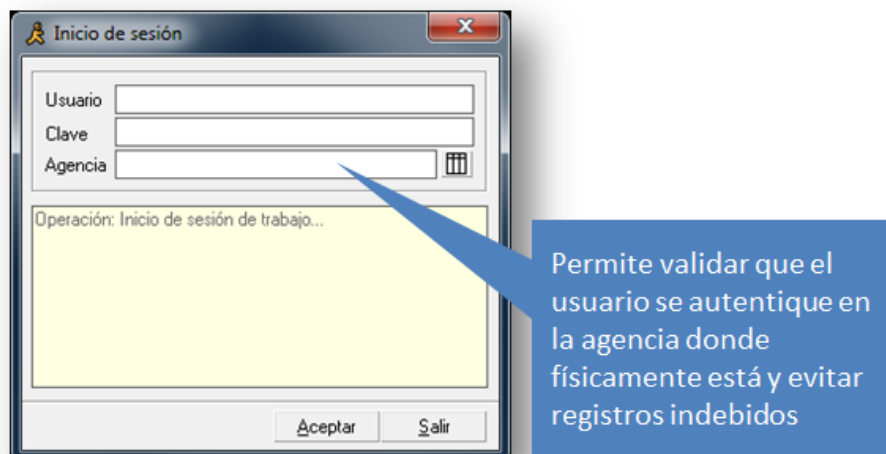 Inicio de sesión
Usuario
Clave
Agencia
Operación: Inicio de sesión de trabajo...
Aceptar
Salir
Permite validar que el
usuario se autentique en
la agencia donde
físicamente está y evitar
registros indebidos